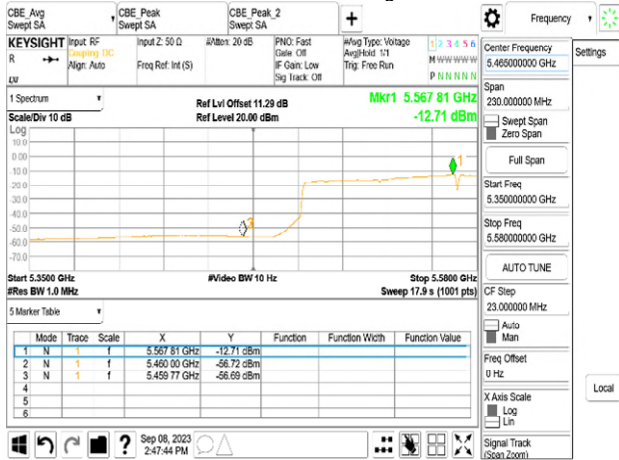 CBE_Avg
Swept SA
CBE_Peak
Swept SA
CBE_Peak_2
Swept SA
+
Frequency
Settings
KEYSIGHT
R
Input: RF
Coupling: DC
Align: Auto
Input Z: 50 Ω
Freq Ref: Int (S)
#Atten: 20 dB
PNO: Fast
Gate: Off
IF Gain: Low
Sig Track: Off
#Avg Type: Voltage
Avg|Hold: 1/1
Trig: Free Run
1 2 3 4 5 6
M W W W W W
P N N N N N
1 Spectrum
Scale/Div 10 dB
Ref Lvl Offset 11.29 dB
Ref Level 20.00 dBm
Mkr1 5.567 81 GHz
-12.71 dBm
Log
10.0
0.00
-10.0
-20.0
-30.0
-40.0
-50.0
-60.0
-70.0
1
Start 5.3500 GHz
#Res BW 1.0 MHz
#Video BW 10 Hz
Stop 5.5800 GHz
Sweep 17.9 s (1001 pts)
5 Marker Table
Mode Trace Scale X Y Function Function Width Function Value
1 N 1 f 5.567 81 GHz -12.71 dBm
2 N 1 f 5.460 00 GHz -56.72 dBm
3 N 1 f 5.459 77 GHz -56.69 dBm
4
5
6
Sep 08, 2023
2:47:44 PM
?
Center Frequency
5.465000000 GHz
Span
230.000000 MHz
Swept Span
Zero Span
Full Span
Start Freq
5.350000000 GHz
Stop Freq
5.580000000 GHz
AUTO TUNE
CF Step
23.000000 MHz
Auto
Man
Freq Offset
0 Hz
X Axis Scale
Log
Lin
Signal Track
(Span Zoom)
Local